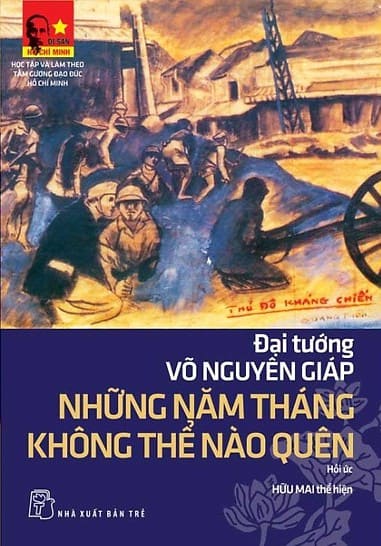 DI SẢN
HỒ CHÍ MINH
HỌC TẬP VÀ LÀM THEO
TẤM GƯƠNG ĐẠO ĐỨC
HỒ CHÍ MINH
THỦ ĐÔ KHÁNG CHIẾN
Đại tướng
VÕ NGUYÊN GIÁP
NHỮNG NĂM THÁNG
KHÔNG THỂ NÀO QUÊN
Hồi ức
HỮU MAI thể hiện
NHÀ XUẤT BẢN TRẺ